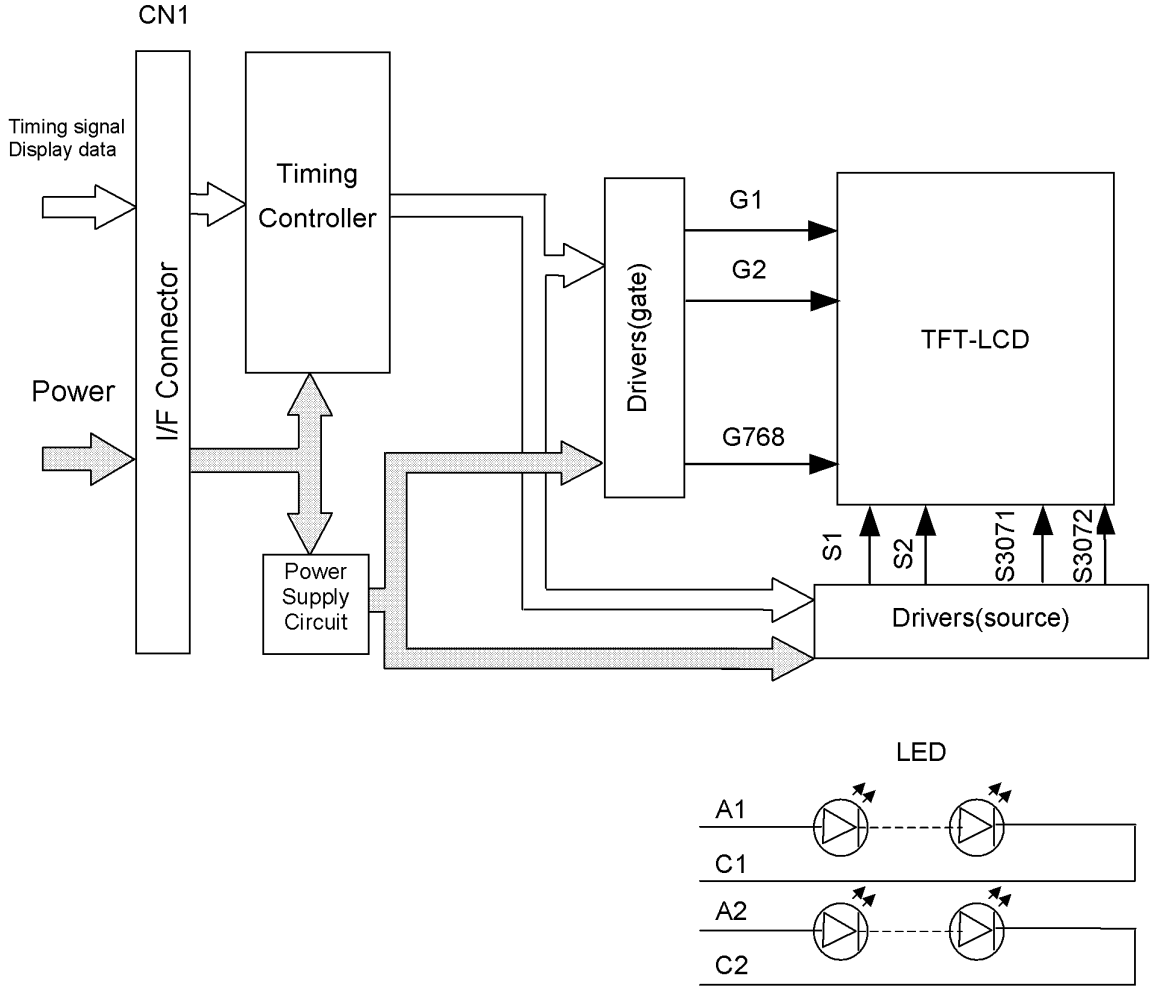 CN1
Timing signal
Display data
Power
I/F Connector
Timing
Controller
Power
Supply
Circuit
Drivers(gate)
G1
G2
G768
TFT-LCD
S1
S2
S3071
S3072
Drivers(source)
LED
A1
C1
A2
C2